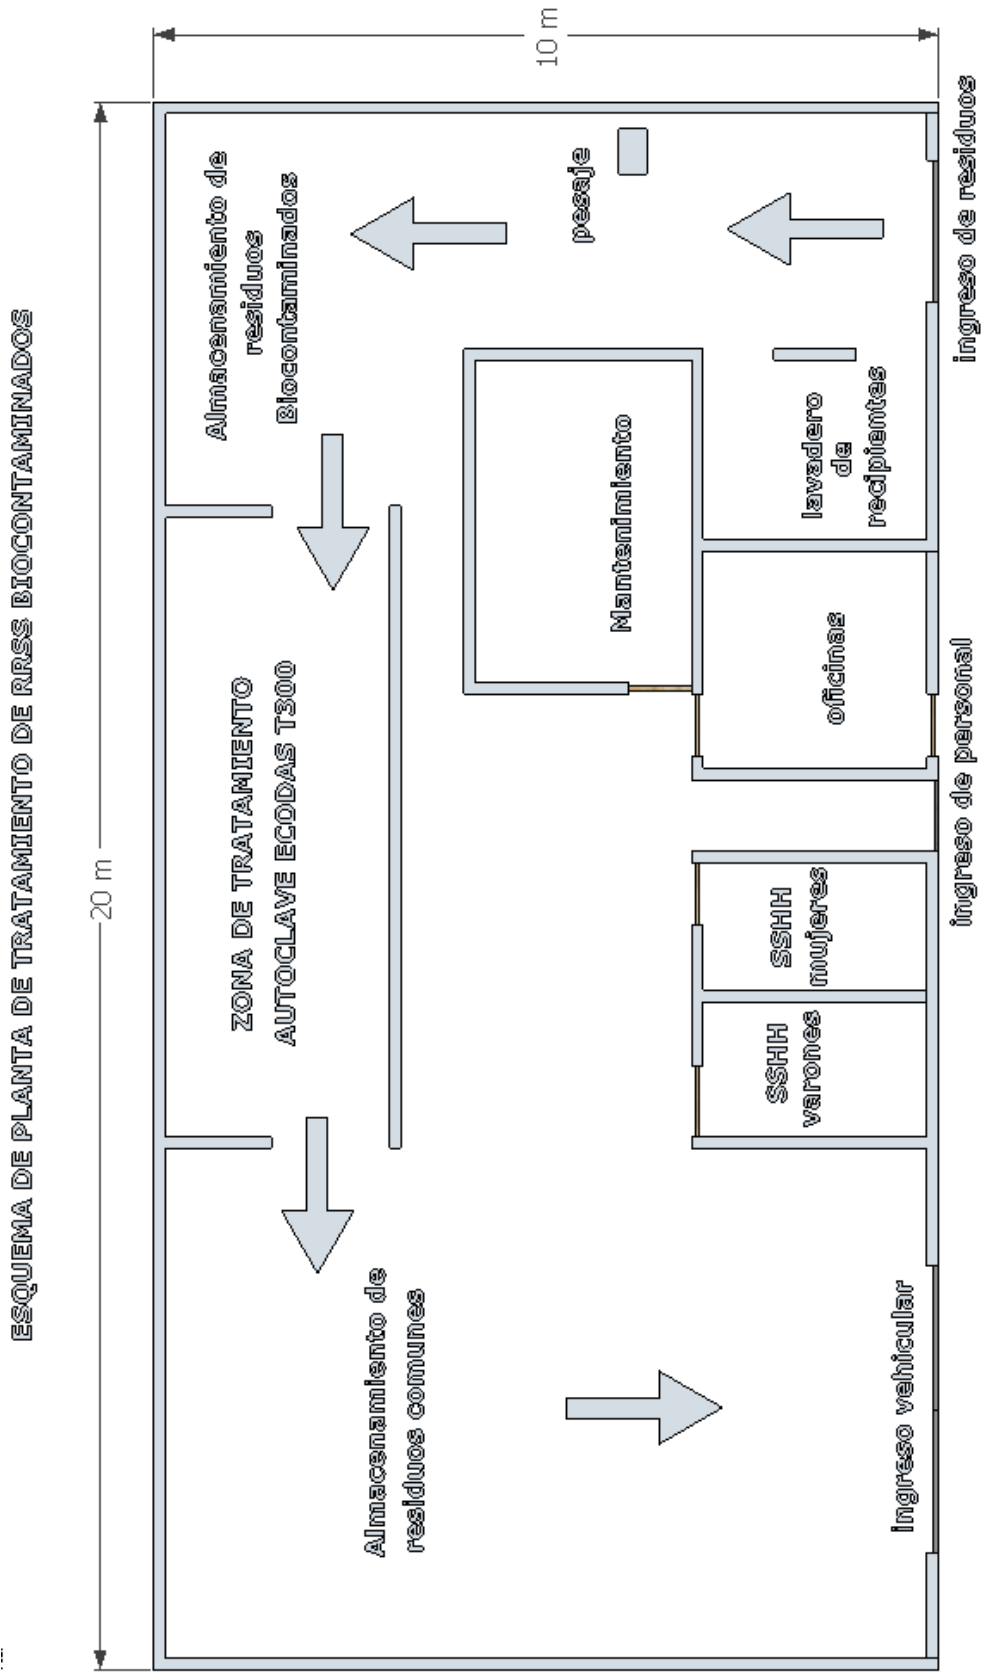 ESQUEMA DE PLANTA DE TRATAMIENTO DE RRSS BIOCONTAMINADOS
20 m
10 m
Almacenamiento de
residuos
Biocontaminados
ZONA DE TRATAMIENTO
AUTOCLAVE ECODAS T300
Almacenamiento de
residuos comunes
pesaje
Mantenimiento
lavadero
de
recipientes
oficinas
SSHH
mujeres
SSHH
varones
ingreso vehicular
ingreso de personal
ingreso de residuos